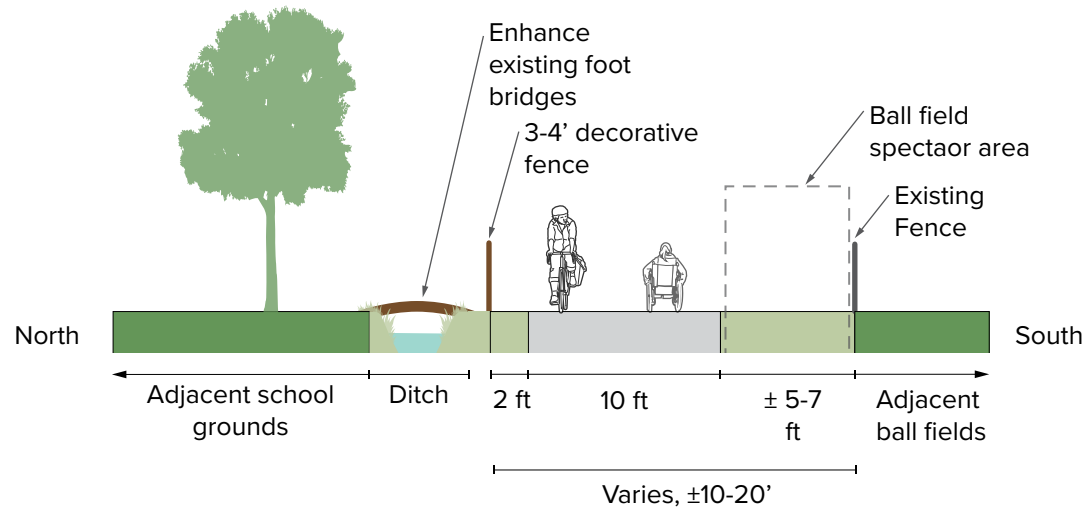 Enhance
existing foot
bridges
3-4' decorative
fence
Ball field
spectaor area
Existing
Fence
North
South
Adjacent school
grounds
Ditch
2 ft
10 ft
± 5-7
ft
Adjacent
ball fields
Varies, ±10-20'